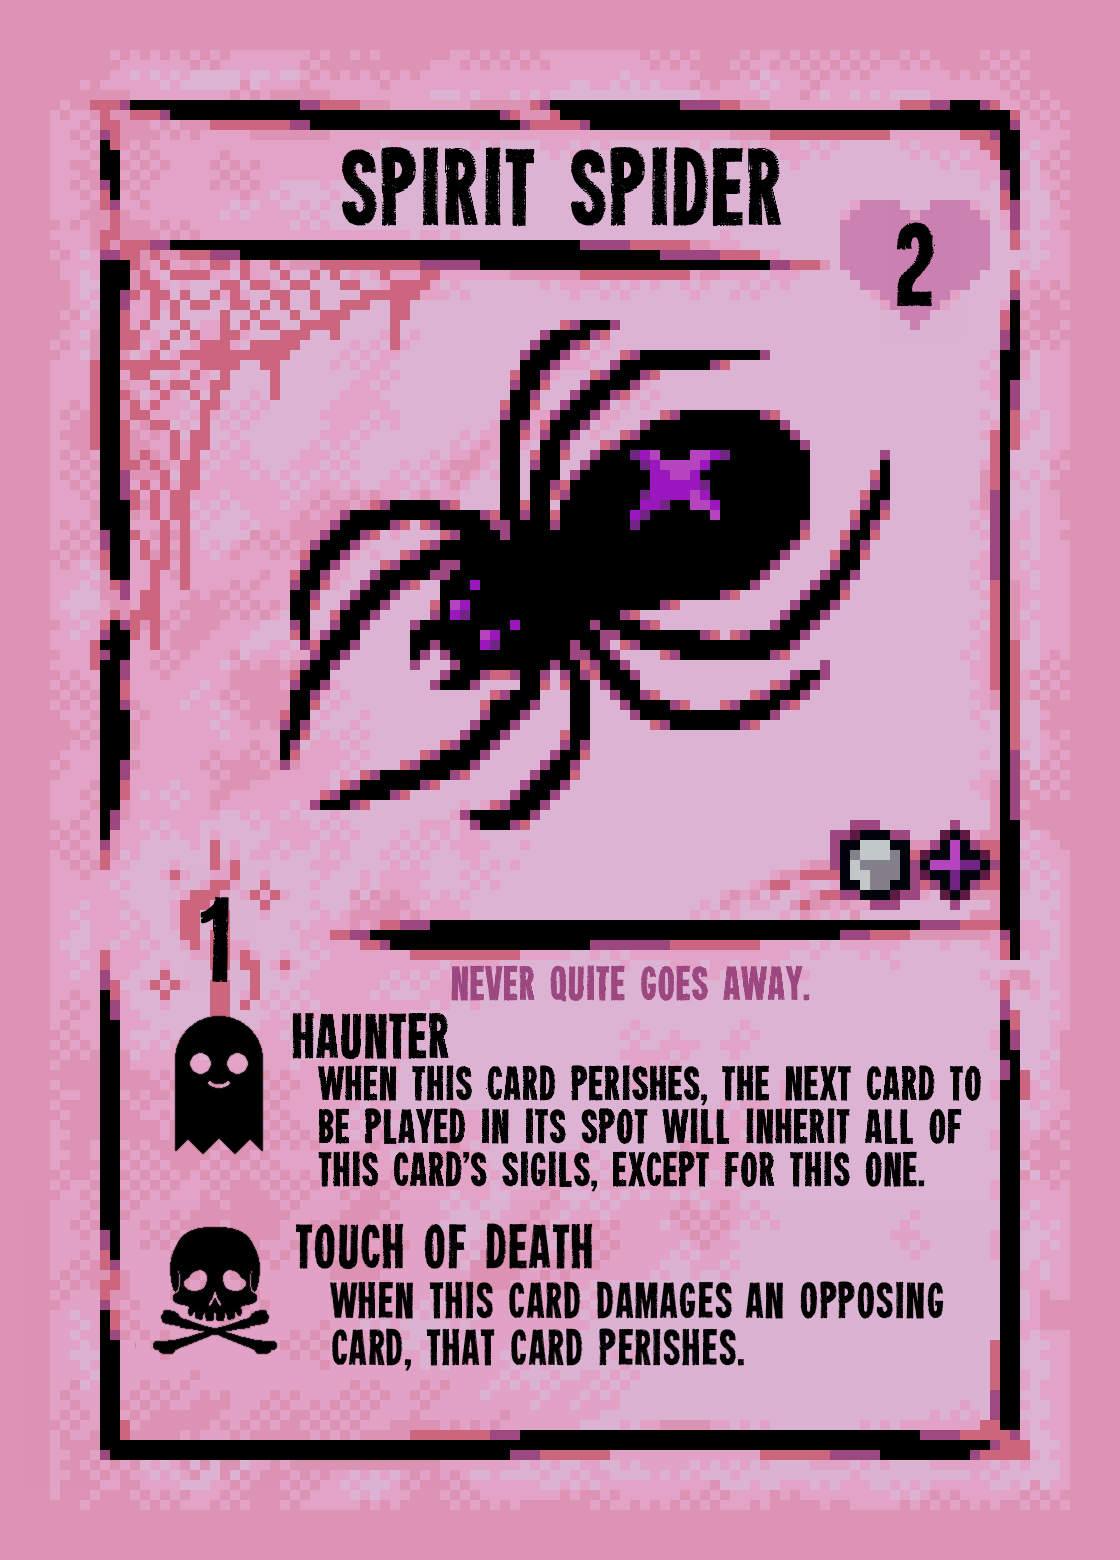 SPIRIT SPIDER
2
1
NEVER QUITE GOES AWAY.
HAUNTER
WHEN THIS CARD PERISHES, THE NEXT CARD TO
BE PLAYED IN ITS SPOT WILL INHERIT ALL OF
THIS CARD'S SIGILS, EXCEPT FOR THIS ONE.
TOUCH OF DEATH
WHEN THIS CARD DAMAGES AN OPPOSING
CARD, THAT CARD PERISHES.